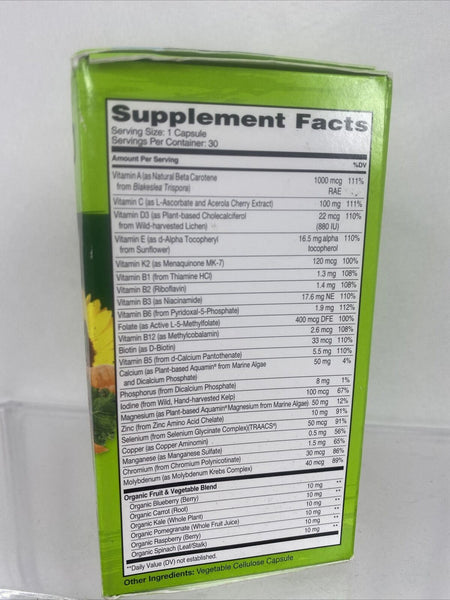 Supplement Facts
Serving Size: 1 Capsule
Servings Per Container: 30
Amount Per Serving %DV
Vitamin A (as Natural Beta Carotene 1000 mcg 111%
from Blakeslea Trispora) RAE
Vitamin C (as L-Ascorbate and Acerola Cherry Extract) 100 mg 111%
Vitamin D3 (as Plant-based Cholecalciferol 22 mcg 110%
from Wild-harvested Lichen) (880 IU)
Vitamin E (as d-Alpha Tocopheryl 16.5 mg alpha 110%
from Sunflower) tocopherol
Vitamin K2 (as Menaquinone MK-7) 120 mcg 100%
Vitamin B1 (from Thiamine HCl) 1.3 mg 108%
Vitamin B2 (Riboflavin) 1.4 mg 108%
Vitamin B3 (as Niacinamide) 17.6 mg NE 110%
Vitamin B6 (from Pyridoxal-5-Phosphate) 1.9 mg 112%
Folate (as Active L-5-Methylfolate) 400 mcg DFE 100%
Vitamin B12 (as Methylcobalamin) 2.6 mcg 108%
Biotin (as D-Biotin) 33 mcg 110%
Vitamin B5 (from d-Calcium Pantothenate) 5.5 mg 110%
Calcium (as Plant-based Aquamin® from Marine Algae 50 mg 4%
and Dicalcium Phosphate)
Phosphorus (from Dicalcium Phosphate) 8 mg 1%
Iodine (from Wild, Hand-harvested Kelp) 100 mcg 67%
Magnesium (as Plant-based Aquamin® Magnesium from Marine Algae) 50 mg 12%
Zinc (from Zinc Amino Acid Chelate) 10 mg 91%
Selenium (from Selenium Glycinate Complex)(TRAACS®) 50 mcg 91%
Copper (as Copper Aminomin) 0.5 mg 56%
Manganese (as Manganese Sulfate) 1.5 mg 65%
Chromium (from Chromium Polynicotinate) 30 mcg 86%
Molybdenum (as Molybdenum Krebs Complex) 40 mcg 89%
Organic Fruit & Vegetable Blend
Organic Blueberry (Berry) 10 mg **
Organic Carrot (Root) 10 mg **
Organic Kale (Whole Plant) 10 mg **
Organic Pomegranate (Whole Fruit Juice) 10 mg **
Organic Raspberry (Berry) 10 mg **
Organic Spinach (Leaf/Stalk) 10 mg **
**Daily Value (DV) not established.
Other Ingredients: Vegetable Cellulose Capsule